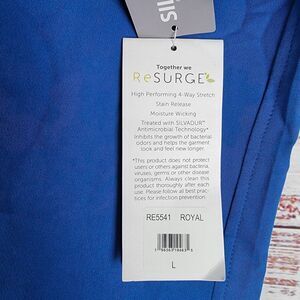 ils
Together we
ReSURGE
High Performing 4-Way Stretch
Stain Release
Moisture Wicking
Treated with SILVADUR™
Antimicrobial Technology*
Inhibits the growth of bacterial
odors and helps the garment
look and feel new longer.
*This product does not protect
users or others against bacteria,
viruses, germs or other disease
organisms. Always clean this
product thoroughly after each
use. Please follow all best prac-
tices for infection prevention.
RE5541 ROYAL
L